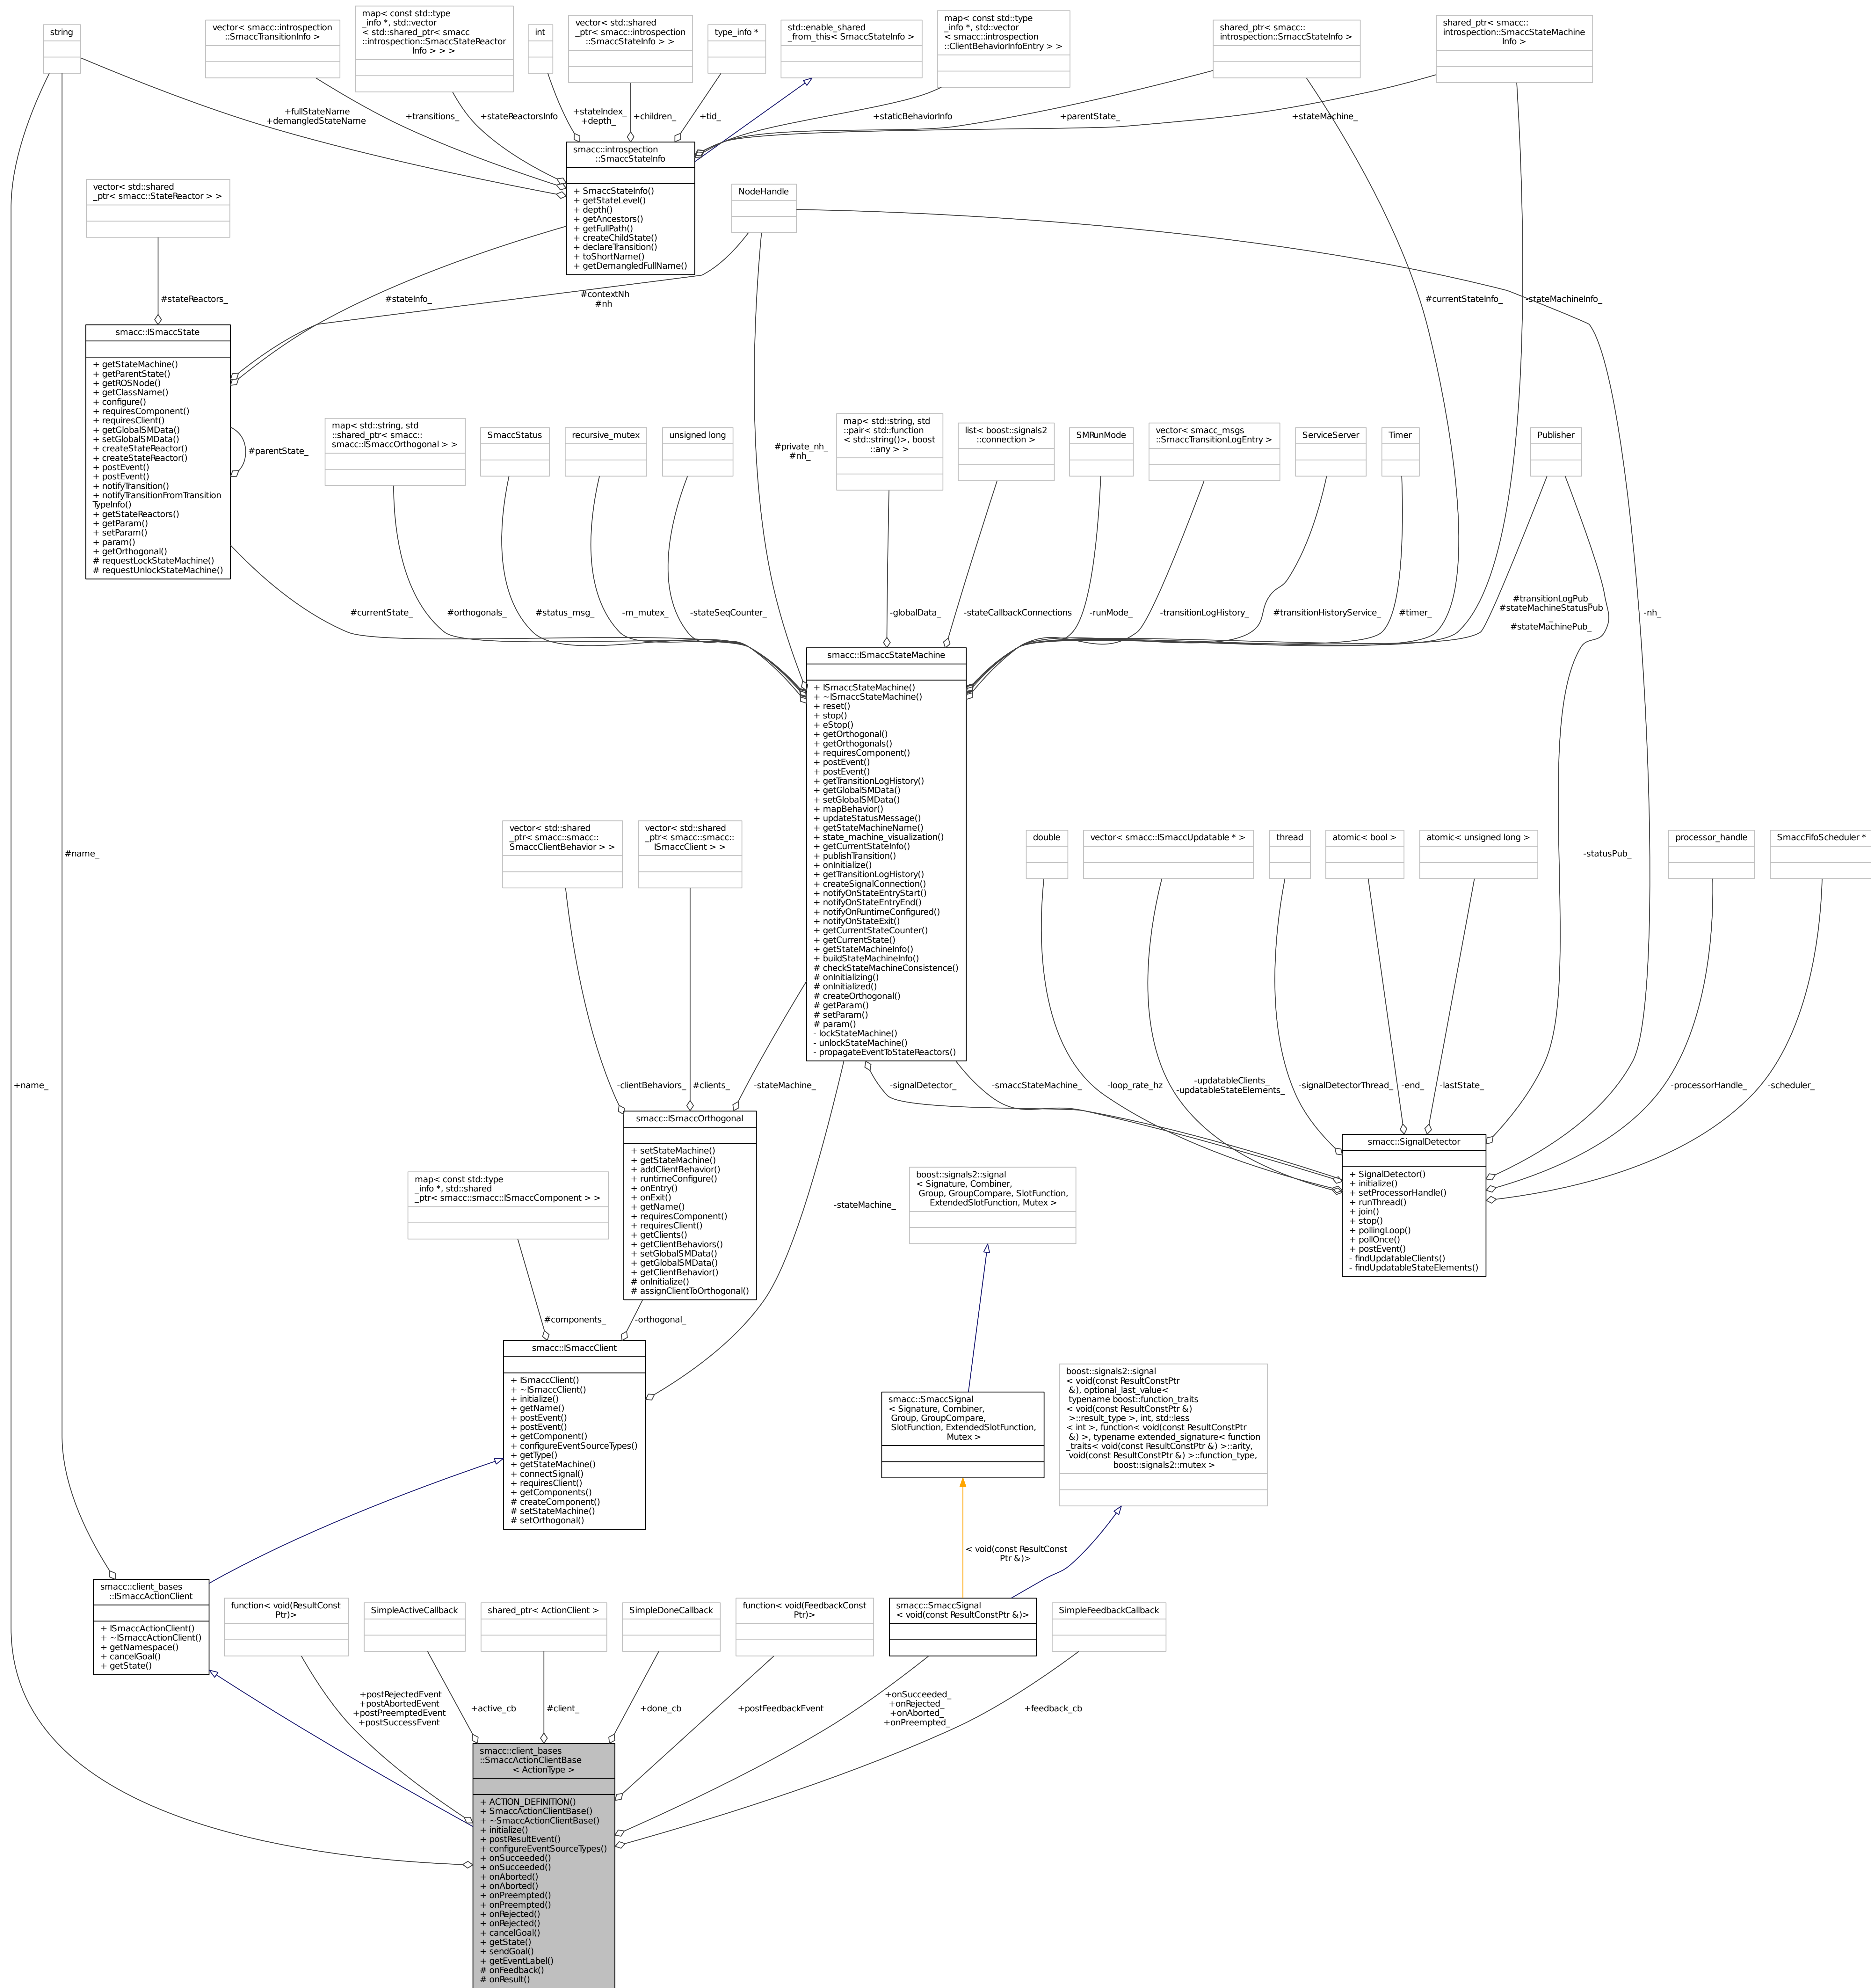 string
vector< smacc::introspection
::SmaccTransitionInfo >
map< const std::type
_info *, std::vector
< std::shared_ptr< smacc
::introspection::SmaccStateReactor
Info > > >
int
vector< std::shared
_ptr< smacc::introspection
::SmaccStateInfo > >
type_info *
std::enable_shared
_from_this< SmaccStateInfo >
map< const std::type
_info *, std::vector
< smacc::introspection
::ClientBehaviorInfoEntry > >
shared_ptr< smacc::
introspection::SmaccStateInfo >
shared_ptr< smacc::
introspection::SmaccStateMachine
Info >
+fullStateName
+demangledStateName
+transitions_
+stateReactorsInfo
+stateIndex_
+depth_
+children_
+tid_
+staticBehaviorInfo
+parentState_
+stateMachine_
smacc::introspection
::SmaccStateInfo
+ SmaccStateInfo()
+ getStateLevel()
+ depth()
+ getAncestors()
+ getFullPath()
+ createChildState()
+ declareTransition()
+ toShortName()
+ getDemangledFullName()
vector< std::shared
_ptr< smacc::StateReactor > >
NodeHandle
#stateReactors_
#stateInfo_
#contextNh
#nh
#currentStateInfo_
-stateMachineInfo_
smacc::ISmaccState
+ getStateMachine()
+ getParentState()
+ getROSNode()
+ getClassName()
+ configure()
+ requiresComponent()
+ requiresClient()
+ getGlobalSMData()
+ setGlobalSMData()
+ createStateReactor()
+ createStateReactor()
+ postEvent()
+ postEvent()
+ notifyTransition()
+ notifyTransitionFromTransition
TypeInfo()
+ getStateReactors()
+ getParam()
+ setParam()
+ param()
+ getOrthogonal()
# requestLockStateMachine()
# requestUnlockStateMachine()
#parentState_
map< std::string, std
::shared_ptr< smacc::
smacc::ISmaccOrthogonal > >
SmaccStatus
recursive_mutex
unsigned long
#private_nh_
#nh_
map< std::string, std
::pair< std::function
< std::string()>, boost
::any > >
list< boost::signals2
::connection >
SMRunMode
vector< smacc_msgs
::SmaccTransitionLogEntry >
ServiceServer
Timer
Publisher
#currentState_
#orthogonals_
#status_msg_
-m_mutex_
-stateSeqCounter_
-globalData_
-stateCallbackConnections
-runMode_
-transitionLogHistory_
#transitionHistoryService_
#timer_
#transitionLogPub_
#stateMachineStatusPub
_
#stateMachinePub_
-nh_
smacc::ISmaccStateMachine
+ ISmaccStateMachine()
+ ~ISmaccStateMachine()
+ reset()
+ stop()
+ eStop()
+ getOrthogonal()
+ getOrthogonals()
+ requiresComponent()
+ postEvent()
+ postEvent()
+ getTransitionLogHistory()
+ getGlobalSMData()
+ setGlobalSMData()
+ mapBehavior()
+ updateStatusMessage()
+ getStateMachineName()
+ state_machine_visualization()
+ getCurrentStateInfo()
+ publishTransition()
+ onInitialize()
+ getTransitionLogHistory()
+ createSignalConnection()
+ notifyOnStateEntryStart()
+ notifyOnStateEntryEnd()
+ notifyOnRuntimeConfigured()
+ notifyOnStateExit()
+ getCurrentStateCounter()
+ getCurrentState()
+ getStateMachineInfo()
+ buildStateMachineInfo()
# checkStateMachineConsistence()
# onInitializing()
# onInitialized()
# createOrthogonal()
# getParam()
# setParam()
# param()
- lockStateMachine()
- unlockStateMachine()
- propagateEventToStateReactors()
#name_
vector< std::shared
_ptr< smacc::smacc::
SmaccClientBehavior > >
vector< std::shared
_ptr< smacc::smacc::
ISmaccClient > >
double
vector< smacc::ISmaccUpdatable * >
thread
atomic< bool >
atomic< unsigned long >
-statusPub_
processor_handle
SmaccFifoScheduler *
+name_
-clientBehaviors_
#clients_
-stateMachine_
-signalDetector_
-smaccStateMachine_
-loop_rate_hz
-updatableClients_
-updatableStateElements_
-signalDetectorThread_
-end_
-lastState_
-processorHandle_
-scheduler_
smacc::ISmaccOrthogonal
+ setStateMachine()
+ getStateMachine()
+ addClientBehavior()
+ runtimeConfigure()
+ onEntry()
+ onExit()
+ getName()
+ requiresComponent()
+ requiresClient()
+ getClients()
+ getClientBehaviors()
+ setGlobalSMData()
+ getGlobalSMData()
+ getClientBehavior()
# onInitialize()
# assignClientToOrthogonal()
smacc::SignalDetector
+ SignalDetector()
+ initialize()
+ setProcessorHandle()
+ runThread()
+ join()
+ stop()
+ pollingLoop()
+ pollOnce()
+ postEvent()
- findUpdatableClients()
- findUpdatableStateElements()
map< const std::type
_info *, std::shared
_ptr< smacc::smacc::ISmaccComponent > >
-stateMachine_
boost::signals2::signal
< Signature, Combiner,
Group, GroupCompare, SlotFunction,
ExtendedSlotFunction, Mutex >
#components_
-orthogonal_
smacc::ISmaccClient
+ ISmaccClient()
+ ~ISmaccClient()
+ initialize()
+ getName()
+ postEvent()
+ postEvent()
+ getComponent()
+ configureEventSourceTypes()
+ getType()
+ getStateMachine()
+ connectSignal()
+ requiresClient()
+ getComponents()
# createComponent()
# setStateMachine()
# setOrthogonal()
smacc::SmaccSignal
< Signature, Combiner,
Group, GroupCompare,
SlotFunction, ExtendedSlotFunction,
Mutex >
boost::signals2::signal
< void(const ResultConstPtr
&), optional_last_value<
typename boost::function_traits
< void(const ResultConstPtr &)
>::result_type >, int, std::less
< int >, function< void(const ResultConstPtr
&) >, typename extended_signature< function
_traits< void(const ResultConstPtr &) >::arity,
void(const ResultConstPtr &) >::function_type,
boost::signals2::mutex >
< void(const ResultConst
Ptr &)>
smacc::client_bases
::ISmaccActionClient
+ ISmaccActionClient()
+ ~ISmaccActionClient()
+ getNamespace()
+ cancelGoal()
+ getState()
function< void(ResultConst
Ptr)>
SimpleActiveCallback
shared_ptr< ActionClient >
SimpleDoneCallback
function< void(FeedbackConst
Ptr)>
smacc::SmaccSignal
< void(const ResultConstPtr &)>
SimpleFeedbackCallback
+postRejectedEvent
+postAbortedEvent
+postPreemptedEvent
+postSuccessEvent
+active_cb
#client_
+done_cb
+postFeedbackEvent
+onSucceeded_
+onRejected_
+onAborted_
+onPreempted_
+feedback_cb
smacc::client_bases
::SmaccActionClientBase
< ActionType >
+ ACTION_DEFINITION()
+ SmaccActionClientBase()
+ ~SmaccActionClientBase()
+ initialize()
+ postResultEvent()
+ configureEventSourceTypes()
+ onSucceeded()
+ onSucceeded()
+ onAborted()
+ onAborted()
+ onPreempted()
+ onPreempted()
+ onRejected()
+ onRejected()
+ cancelGoal()
+ getState()
+ sendGoal()
+ getEventLabel()
# onFeedback()
# onResult()